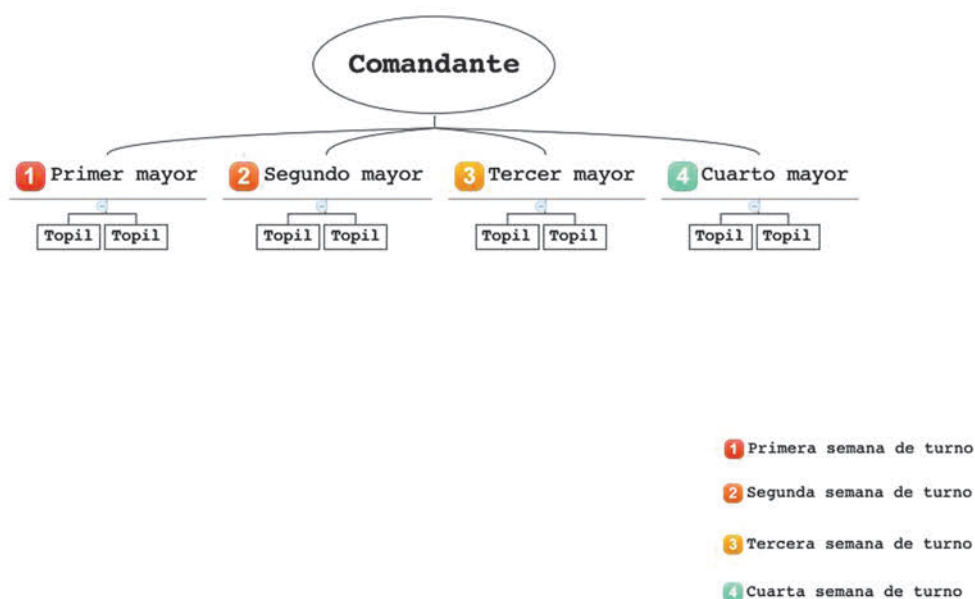 Comandante
1 Primer mayor 2 Segundo mayor 3 Tercer mayor 4 Cuarto mayor
Topil Topil Topil Topil Topil Topil Topil Topil
1 Primera semana de turno
2 Segunda semana de turno
3 Tercera semana de turno
4 Cuarta semana de turno